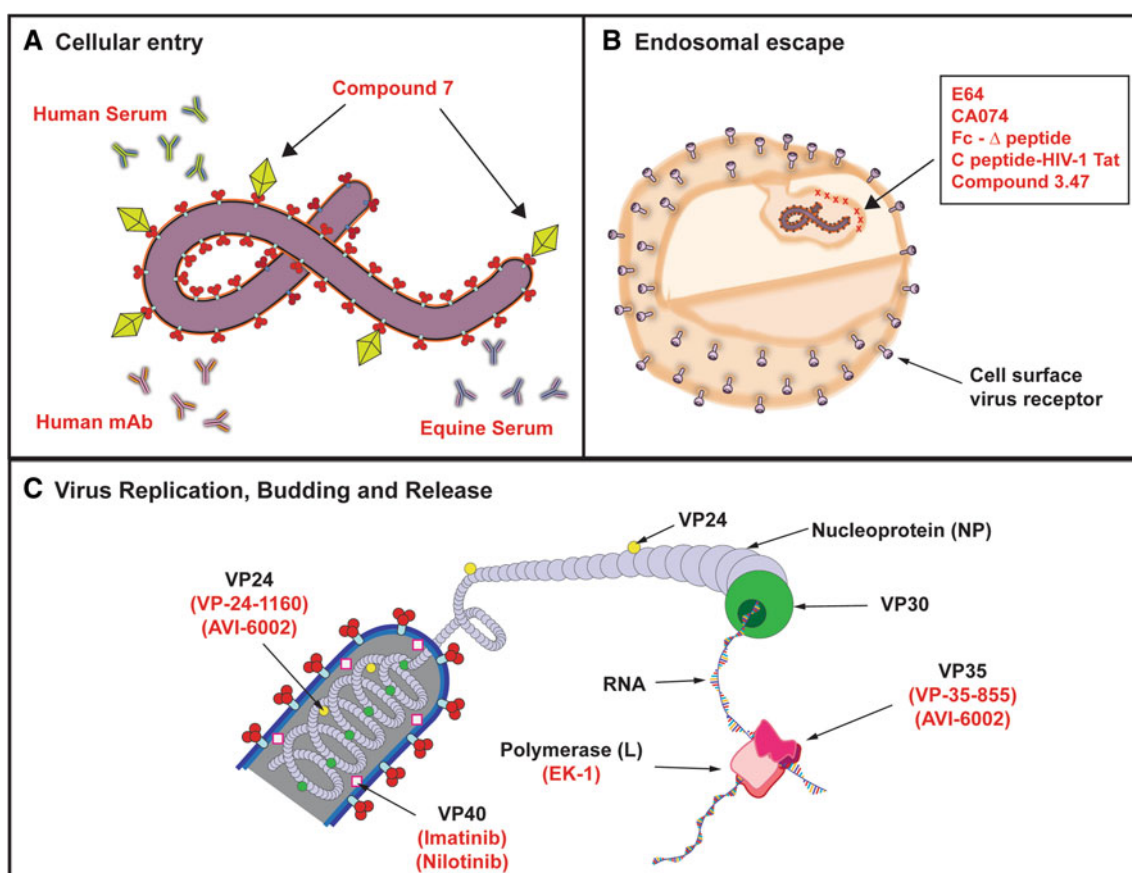 A Cellular entry
Human Serum
Compound 7
Human mAb
Equine Serum
B Endosomal escape
E64
CA074
Fc - Δ peptide
C peptide-HIV-1 Tat
Compound 3.47
Cell surface
virus receptor
C Virus Replication, Budding and Release
VP24
Nucleoprotein (NP)
VP24
(VP-24-1160)
(AVI-6002)
VP30
RNA
VP35
(VP-35-855)
(AVI-6002)
Polymerase (L)
(EK-1)
VP40
(Imatinib)
(Nilotinib)